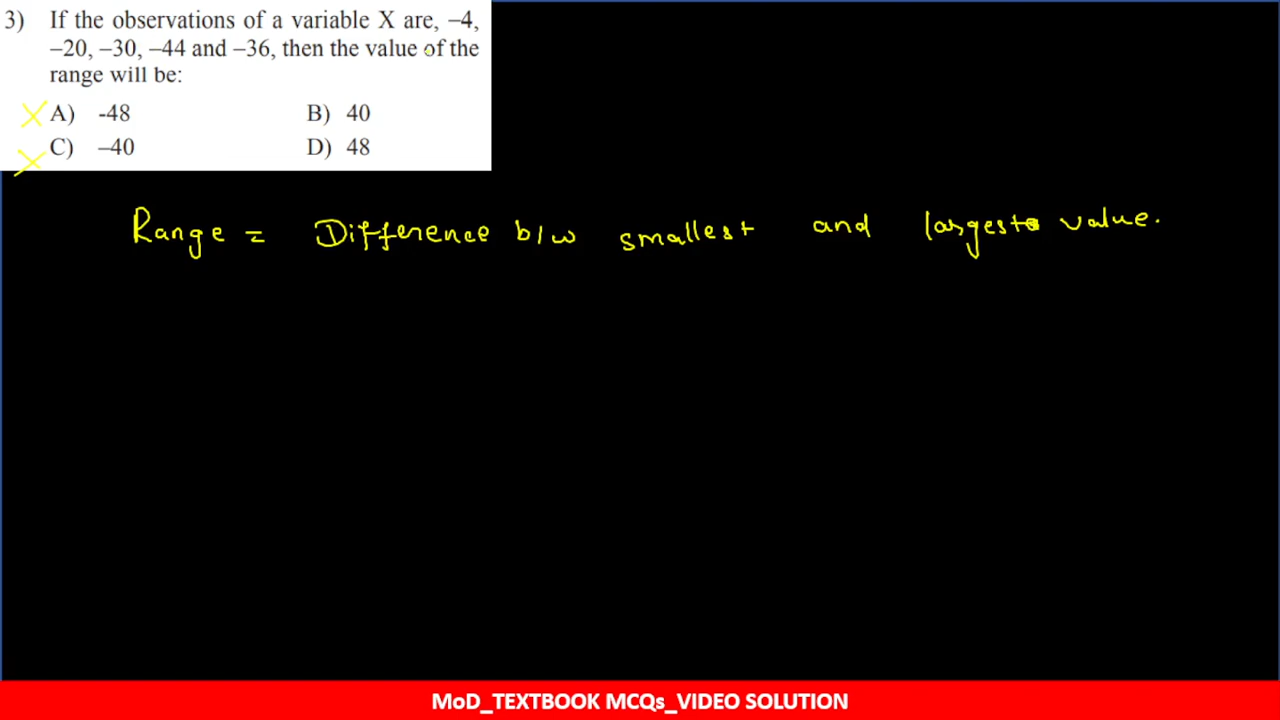 3) If the observations of a variable X are, –4,
–20, –30, –44 and –36, then the value of the
range will be:
A) -48 B) 40
C) –40 D) 48
Range = Difference b/w smallest and largest value.
MoD_TEXTBOOK MCQs_VIDEO SOLUTION